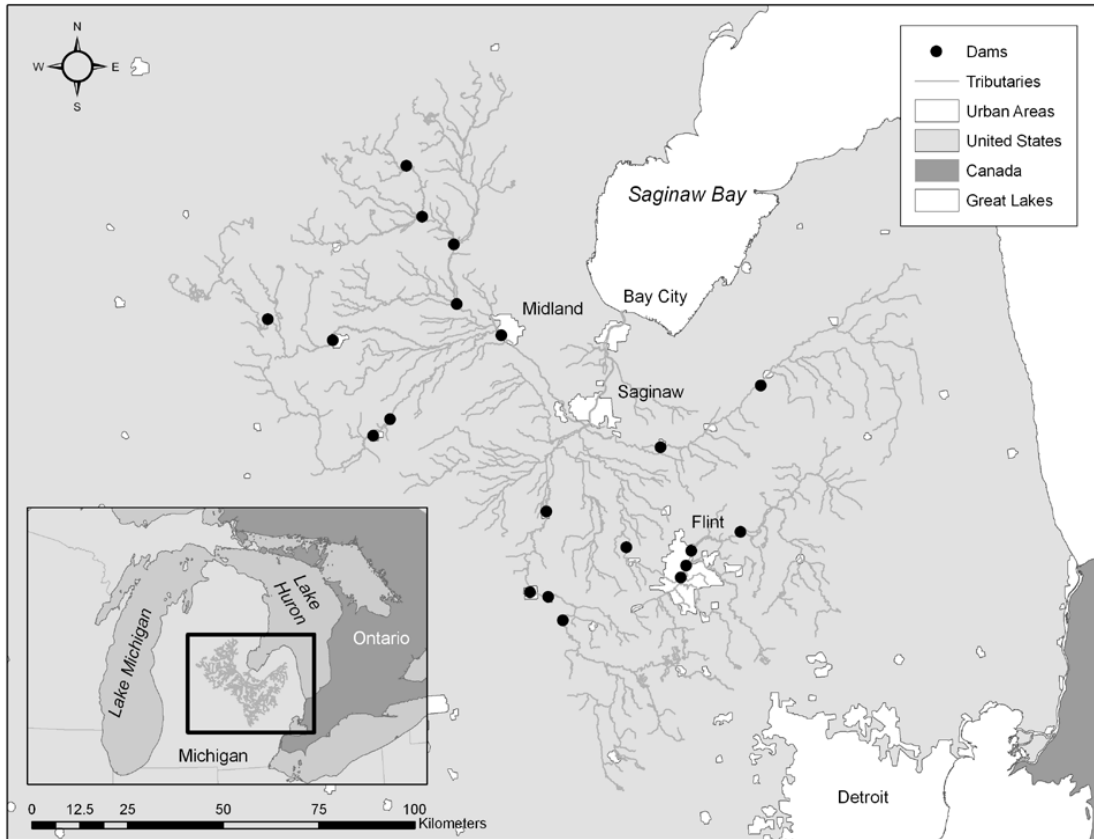 N
W E
S
Dams
Tributaries
Urban Areas
United States
Canada
Great Lakes
Saginaw Bay
Bay City
Midland
Saginaw
Flint
Detroit
Lake Michigan
Lake
Huron
Ontario
Michigan
0 12.5 25 50 75 100
Kilometers